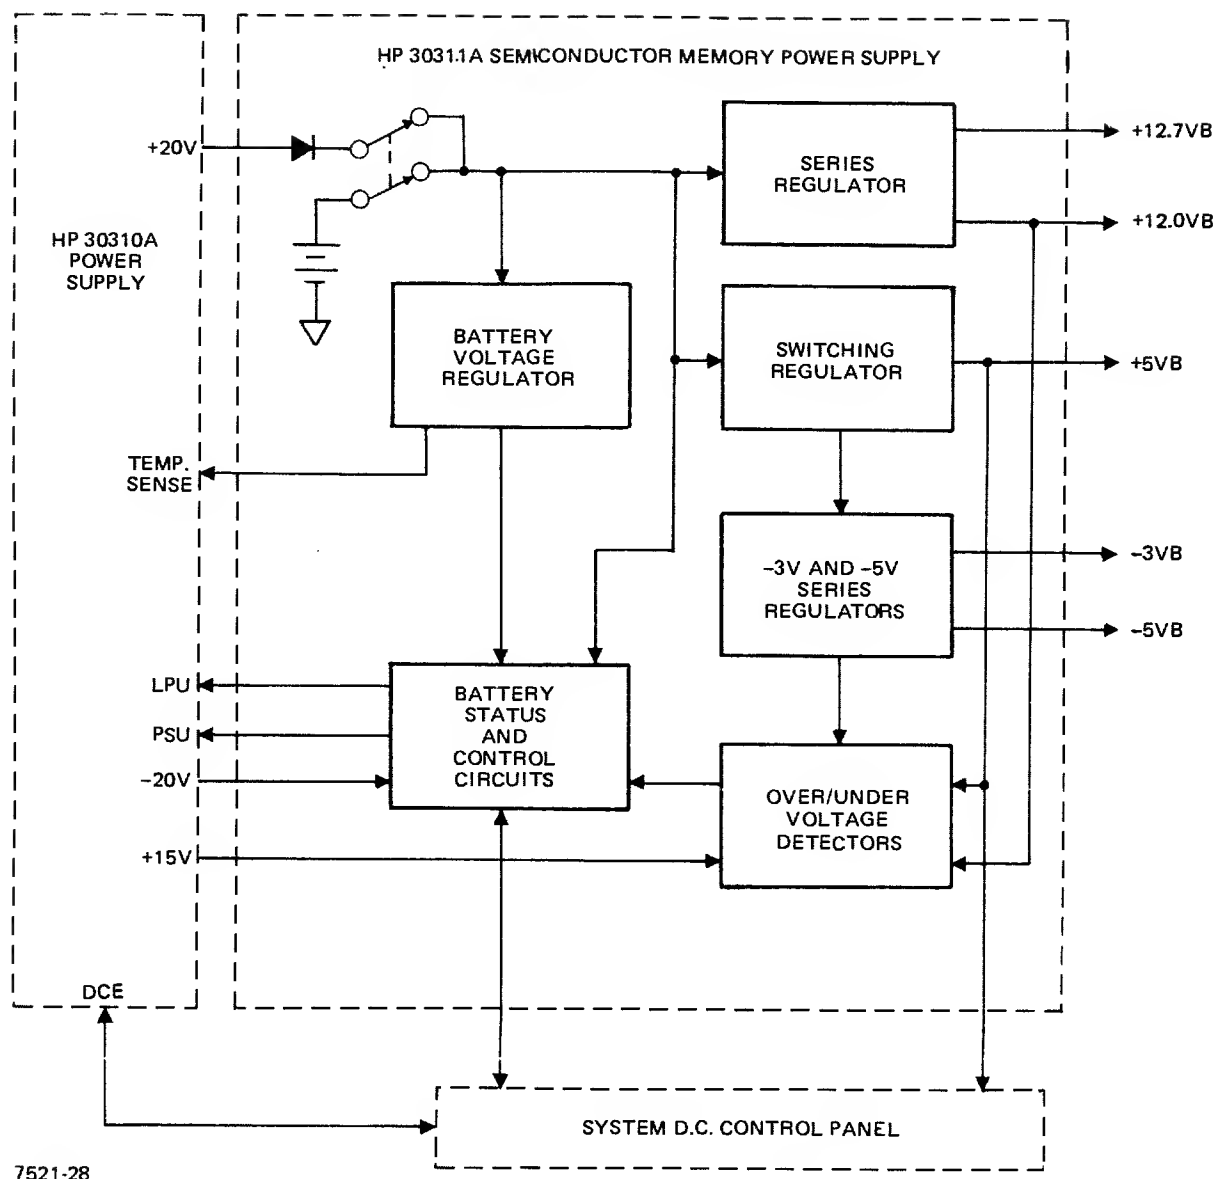 HP 30311A SEMICONDUCTOR MEMORY POWER SUPPLY
+20V
HP 30310A
POWER
SUPPLY
SERIES
REGULATOR
+12.7VB
+12.0VB
BATTERY
VOLTAGE
REGULATOR
SWITCHING
REGULATOR
+5VB
TEMP.
SENSE
-3V AND -5V
SERIES
REGULATORS
-3VB
-5VB
LPU
PSU
-20V
+15V
BATTERY
STATUS
AND
CONTROL
CIRCUITS
OVER/UNDER
VOLTAGE
DETECTORS
DCE
SYSTEM D.C. CONTROL PANEL
7521-28